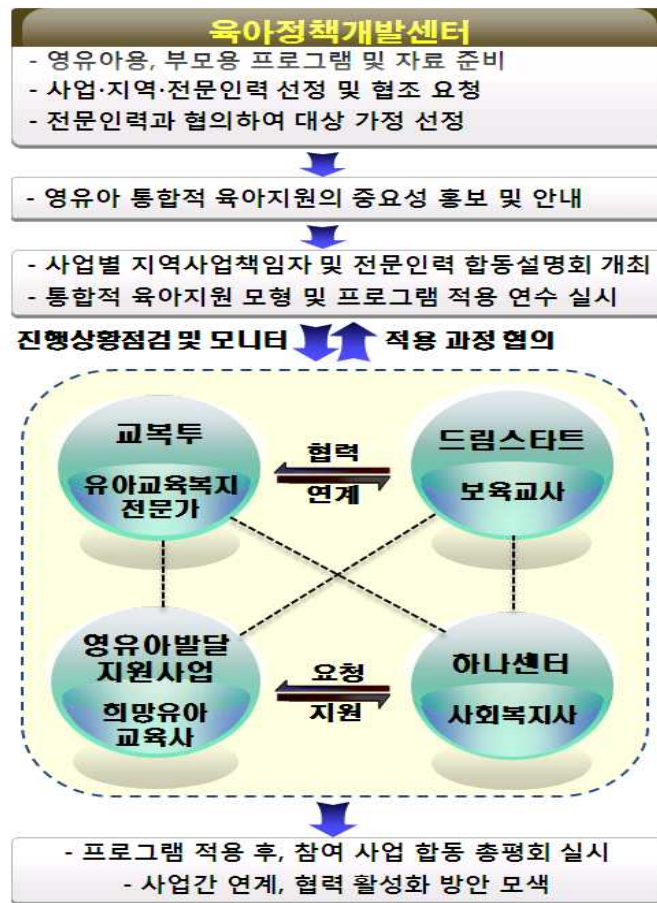 육아정책개발센터
- 영유아용, 부모용 프로그램 및 자료 준비
- 사업·지역·전문인력 선정 및 협조 요청
- 전문인력과 협의하여 대상 가정 선정
- 영유아 통합적 육아지원의 중요성 홍보 및 안내
- 사업별 지역사업책임자 및 전문인력 합동설명회 개최
- 통합적 육아지원 모형 및 프로그램 적용 연수 실시
진행상황점검 및 모니터
적용 과정 협의
교복투
유아교육복지
전문가
협력
연계
드림스타트
보육교사
영유아발달
지원사업
희망유아
교육사
요청
지원
하나센터
사회복지사
- 프로그램 적용 후, 참여 사업 합동 총평회 실시
- 사업간 연계, 협력 활성화 방안 모색